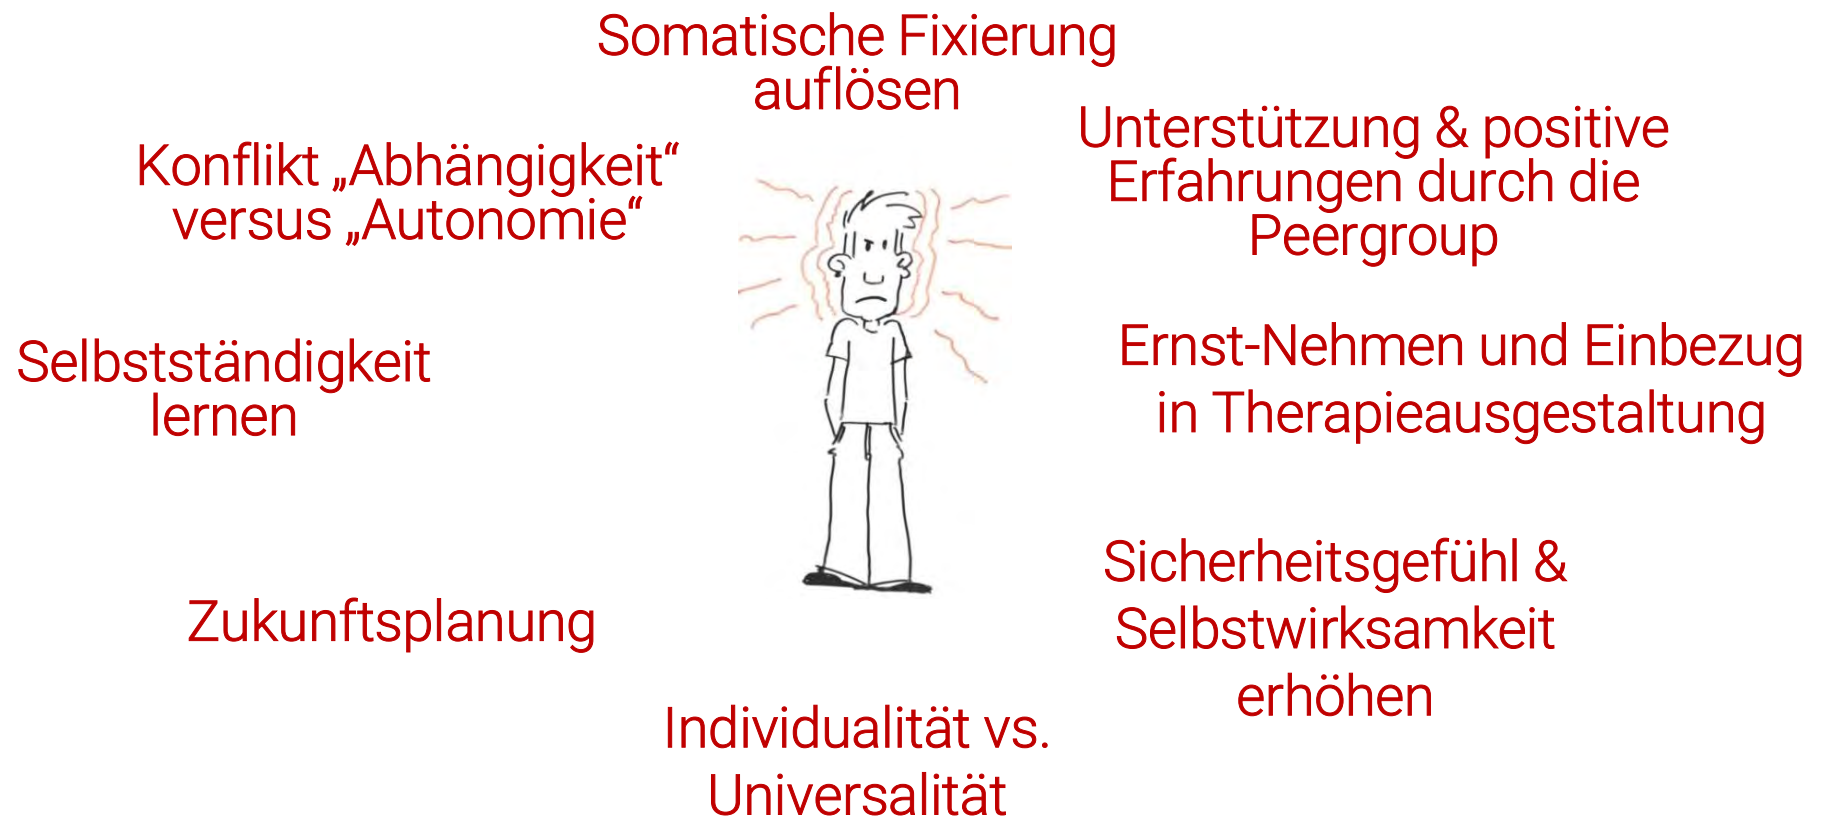 Somatische Fixierung
auflösen
Unterstützung & positive
Erfahrungen durch die
Peergroup
Konflikt „Abhängigkeit“
versus „Autonomie“
Ernst-Nehmen und Einbezug
in Therapieausgestaltung
Selbstständigkeit
lernen
Sicherheitsgefühl &
Selbstwirksamkeit
erhöhen
Zukunftsplanung
Individualität vs.
Universalität